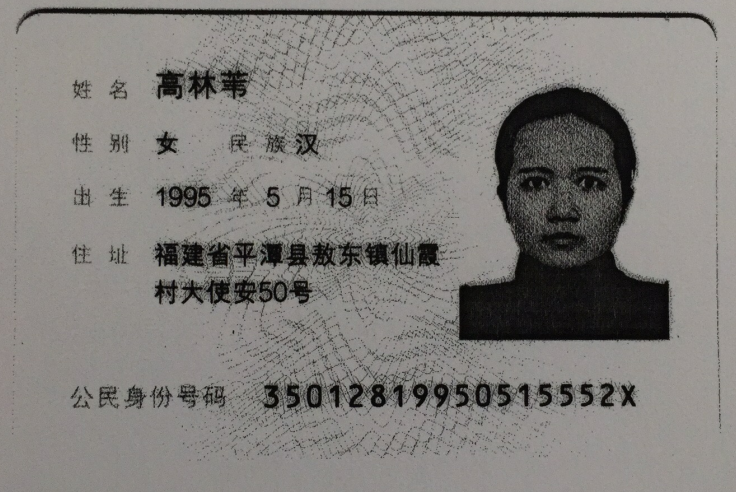 姓名 高林苇
性别 女 民族 汉
出生 1995 年 5 月 15 日
住址 福建省平潭县敖东镇仙霞
村大使安50号
公民身份号码 35012819950515552X